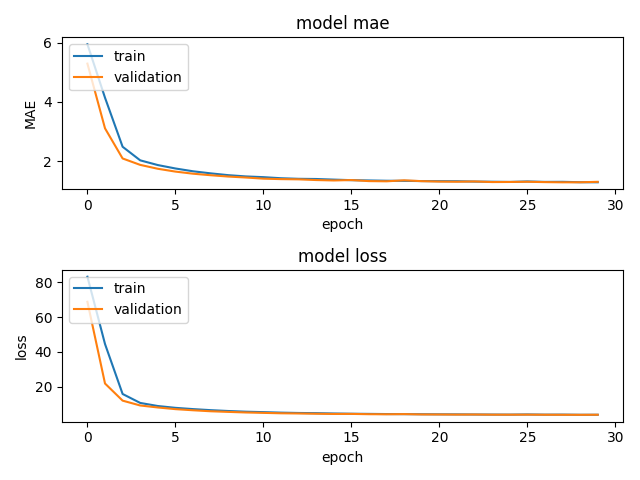 model mae
train
validation
MAE
6
4
2
0 5 10 15 20 25 30
epoch
model loss
train
validation
loss
80
60
40
20
0 5 10 15 20 25 30
epoch